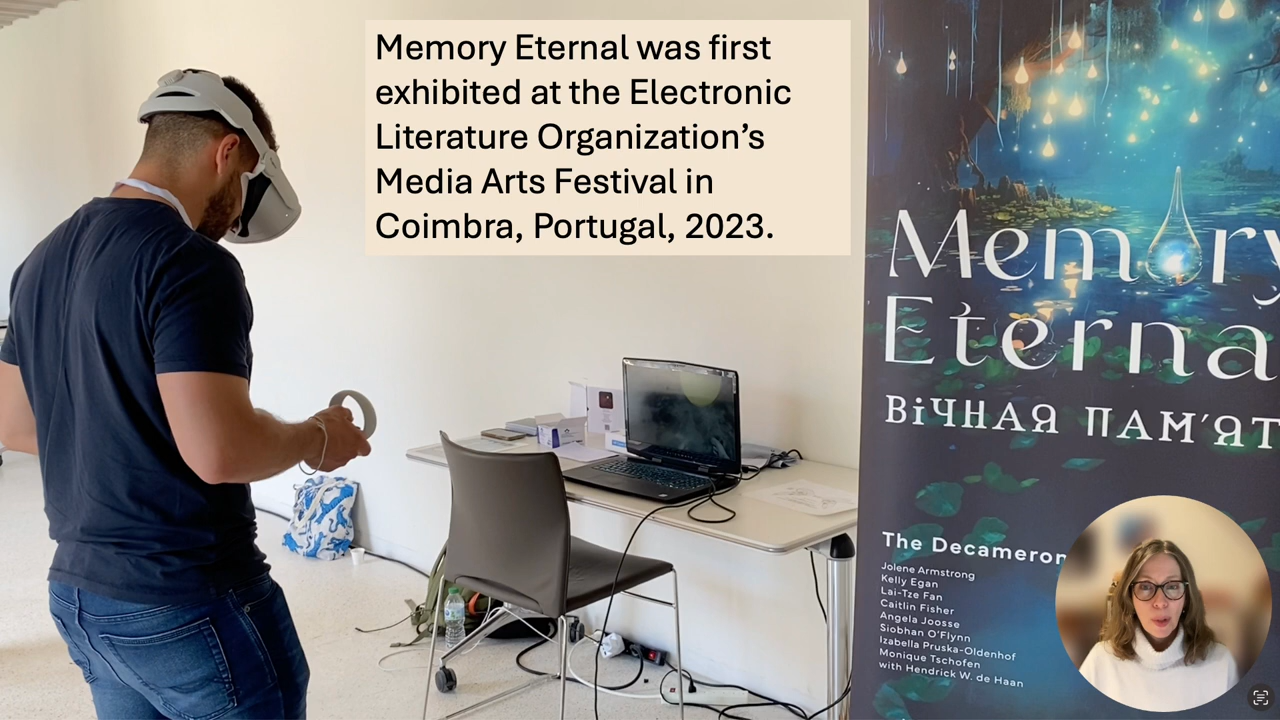 Memory Eternal was first
exhibited at the Electronic
Literature Organization’s
Media Arts Festival in
Coimbra, Portugal, 2023.
Memory
Eterna
ВІЧНАЯ ПАМ'ЯТ
The Decameron
Jolene Armstrong
Kelly Egan
Lai-Tze Fan
Caitlin Fisher
Angela Joosse
Siobhan O'Flynn
Izabella Pruska-Oldenhof
Monique Tschofen
with Hendrick W. de Haan